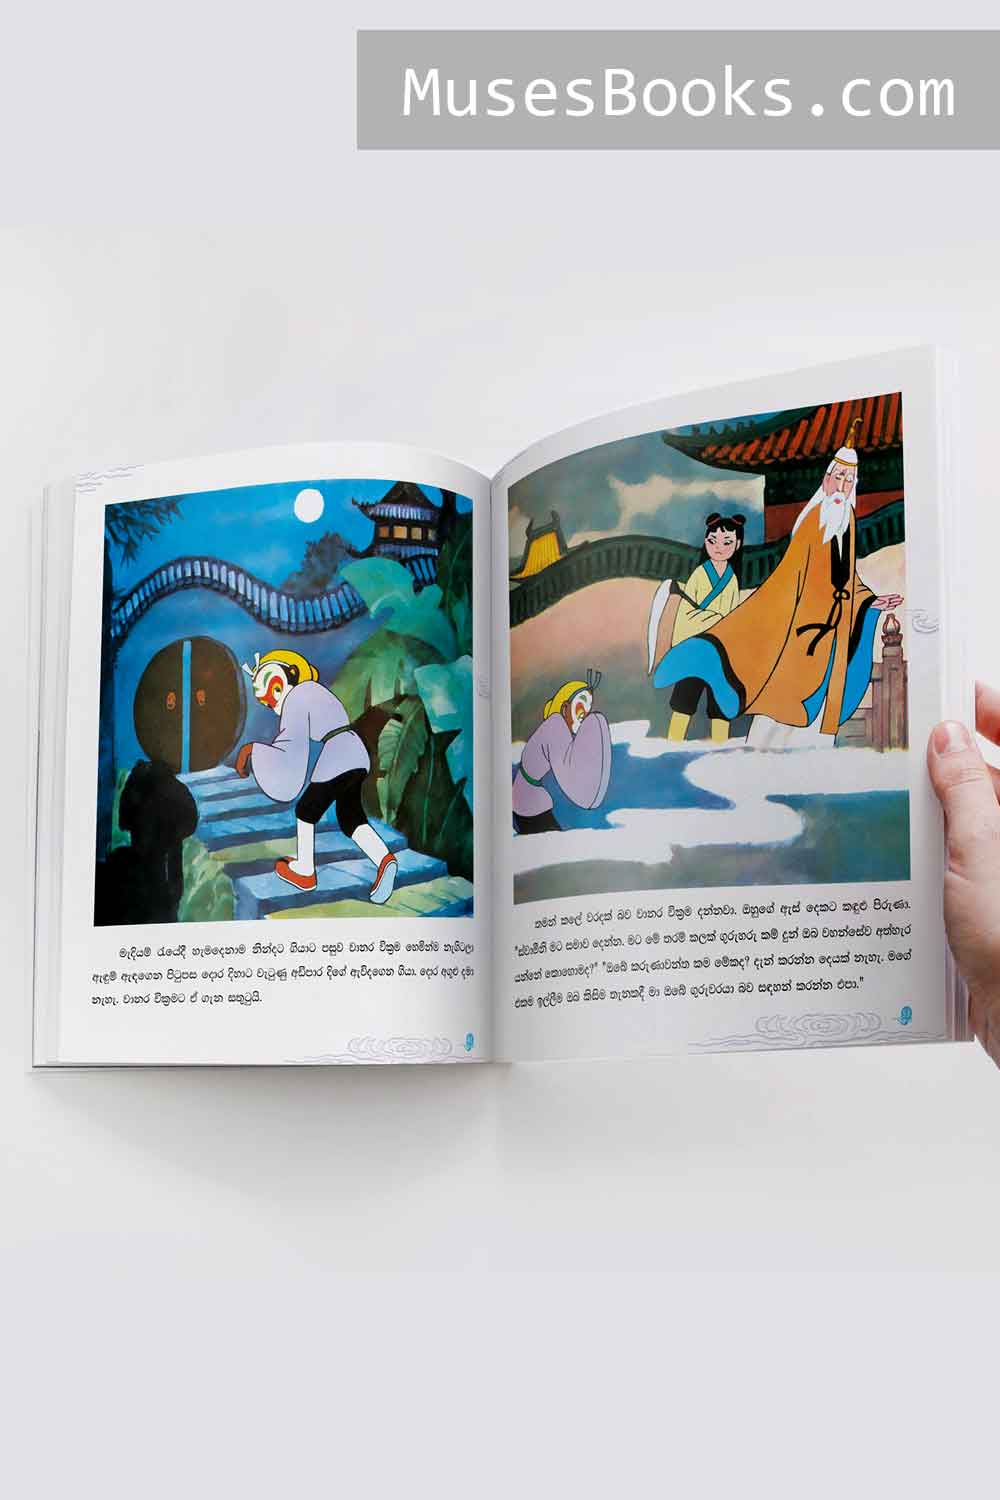 MusesBooks.com
මැදියම් රැයේදී හැමදෙනාම නින්දට ගියාට පසුව වානර වික්‍රම හෙමින්ම නැගිටලා
ඇඳුම් ඇඳගෙන පිටුපස දොර දිහාට වැටුණු අඩිපාර දිගේ ඇවිදගෙන ගියා. දොර අගුළු දමා
නැහැ. වානර වික්‍රමට ඒ ගැන සතුටුයි.
තමන් කලේ වරදක් බව වානර වික්‍රම දන්නවා. ඔහුගේ ඇස් දෙකට කඳුළු පිරුණා.
"ස්වාමීනි මට සමාව දෙන්න. මට මේ තරම් කලක් ගුරුහරු කම් දුන් ඔබ වහන්සේව අත්හැර
යන්නේ කොහොමද?" "ඔබේ කරුණාවන්ත කම මේකද? දැන් කරන්න දෙයක් නැහැ. මගේ
එකම ඉල්ලීම ඔබ කිසිම තැනකදී මා ඔබේ ගුරුවරයා බව සඳහන් කරන්න එපා."